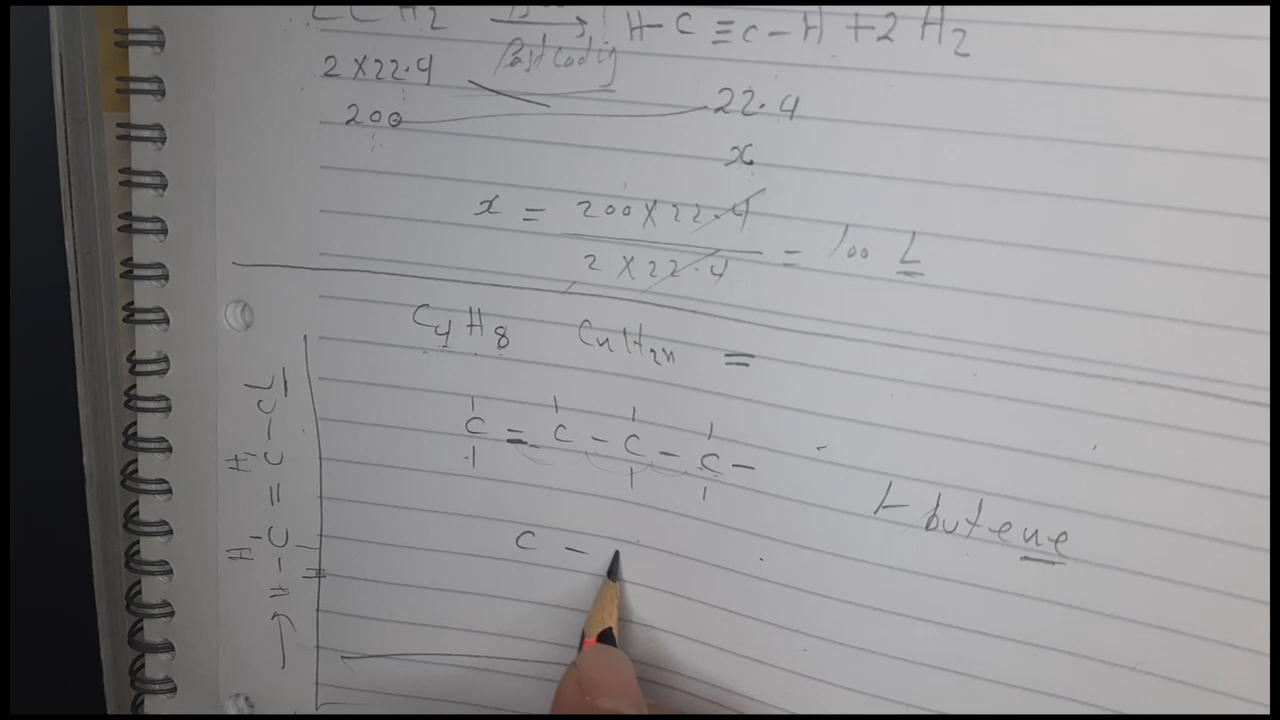 H-C≡C-H + 2 H₂
2 X 22.4
22.4
200
x
x = 200 X 22.4 / 2 X 22.4 = 100 L
C₄H₈ CnH₂n =
C = C - C - C -
1-butene
C -
H-C=C-CL
H H